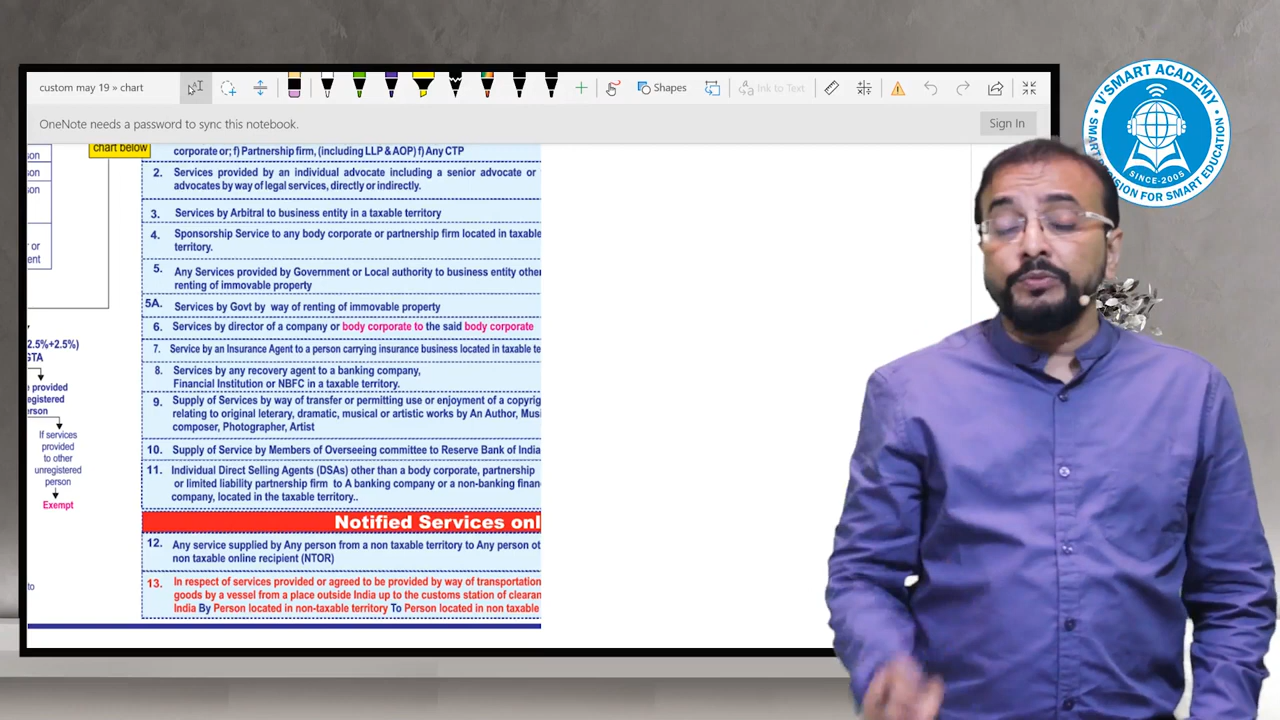 custom may 19 » chart
Shapes
Ink to Text
OneNote needs a password to sync this notebook.
Sign In
V'SMART ACADEMY
SINCE-2005
FOR SMART EDUCATION
chart below
corporate or; f) Partnership firm, (including LLP & AOP) f) Any CTP
2. Services provided by an individual advocate including a senior advocate or
advocates by way of legal services, directly or indirectly.
3. Services by Arbitral to business entity in a taxable territory
4. Sponsorship Service to any body corporate or partnership firm located in taxable
territory.
5. Any Services provided by Government or Local authority to business entity other
renting of immovable property
5A. Services by Govt by way of renting of immovable property
6. Services by director of a company or body corporate to the said body corporate
7. Service by an Insurance Agent to a person carrying insurance business located in taxable te
8. Services by any recovery agent to a banking company,
Financial Institution or NBFC in a taxable territory.
9. Supply of Services by way of transfer or permitting use or enjoyment of a copyrig
relating to original leterary, dramatic, musical or artistic works by An Author, Musi
composer, Photographer, Artist
10. Supply of Service by Members of Overseeing committee to Reserve Bank of India
11. Individual Direct Selling Agents (DSAs) other than a body corporate, partnership
or limited liability partnership firm to A banking company or a non-banking finan
company, located in the taxable territory..
Notified Services onl
12. Any service supplied by Any person from a non taxable territory to Any person ot
non taxable online recipient (NTOR)
13. In respect of services provided or agreed to be provided by way of transportation
goods by a vessel from a place outside India up to the customs station of clearan
India By Person located in non-taxable territory To Person located in non taxable
son
son
son
y or
ent
2.5%+2.5%)
GTA
e provided
egistered
erson
If services
provided
to other
unregistered
person
Exempt
to